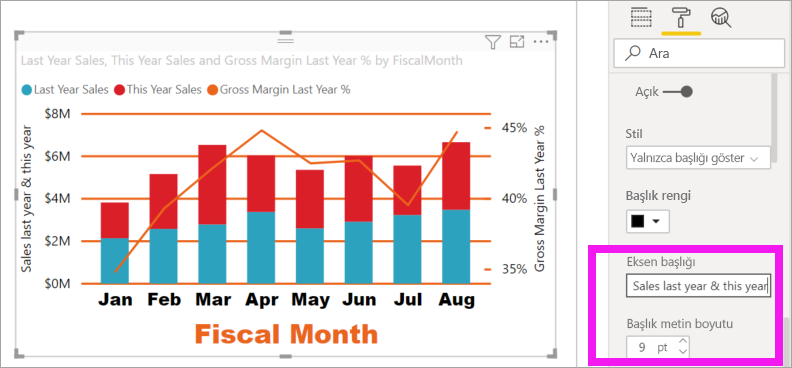 Last Year Sales, This Year Sales and Gross Margin Last Year % by FiscalMonth
Last Year Sales This Year Sales Gross Margin Last Year %
Sales last year & this year
$8M
$6M
$4M
$2M
$0M
45%
40%
35%
Gross Margin Last Year %
Jan Feb Mar Apr May Jun Jul Aug
Fiscal Month
Ara
Açık
Stil
Yalnızca başlığı göster
Başlık rengi
Eksen başlığı
Sales last year & this year
Başlık metin boyutu
9 pt